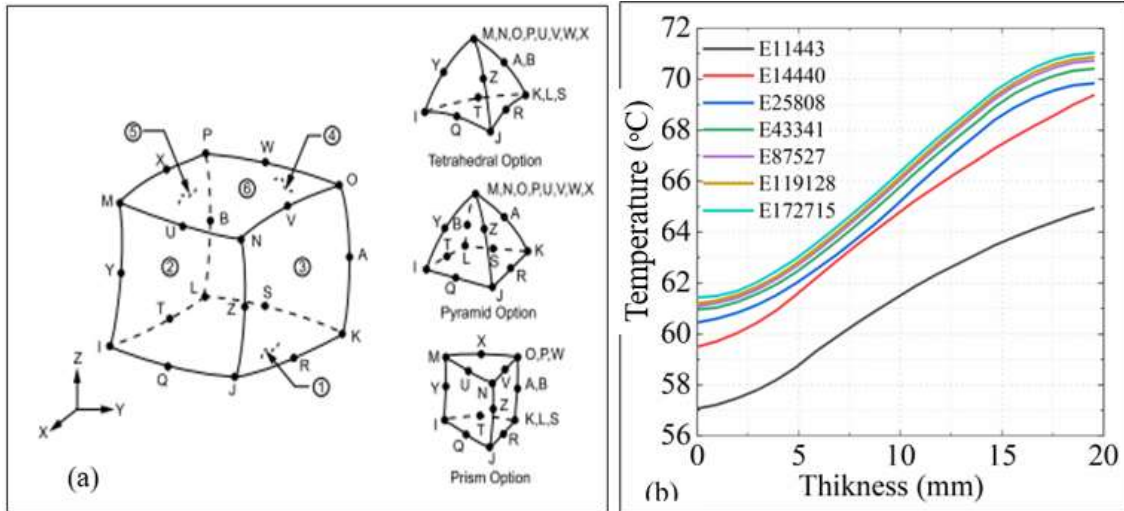 M,N,O,P,U,V,W,X
Y
A,B
Z
K,L,S
T
I
R
Q
J
Tetrahedral Option
⑤
P
④
W
X
⑥
O
M
B
V
U
N
②
③
A
Y
L
S
T
Z
I
K
R
Q
①
J
Z
Y
X
(a)
M,N,O,P,U,V,W,X
A
Y
B
Z
T
K
L
S
I
R
Q
J
Pyramid Option
X
M
O,P,W
U
V
Y
N
A,B
Z
I
T
K,L,S
Q
R
J
Prism Option
72
70
68
66
64
62
60
58
56
Temperature (°C)
E11443
E14440
E25808
E43341
E87527
E119128
E172715
0
5
10
15
20
(b)
Thikness (mm)